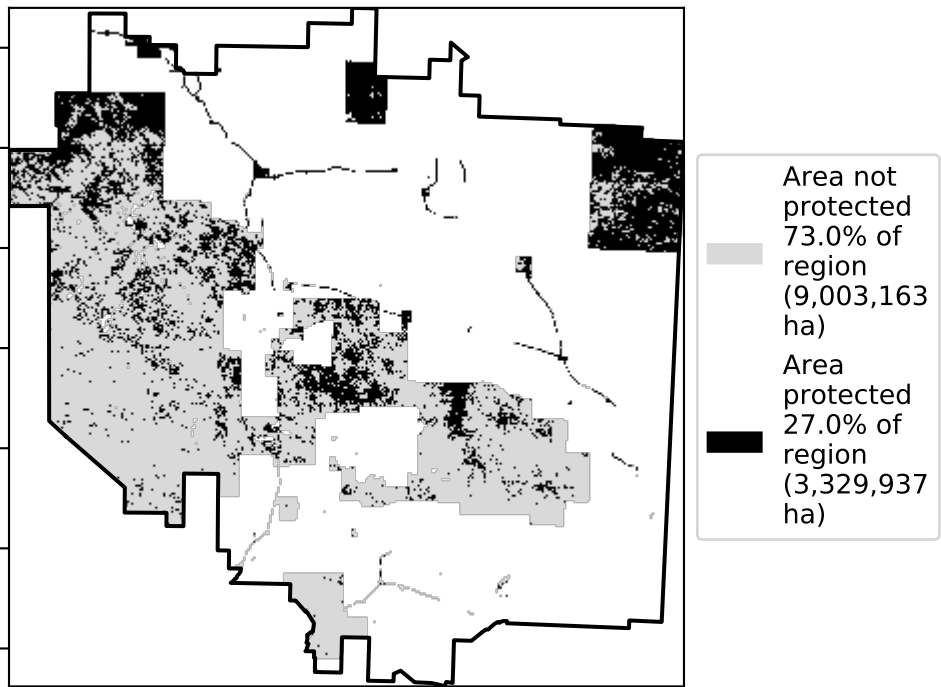 Area not
protected
73.0% of
region
(9,003,163
ha)
Area
protected
27.0% of
region
(3,329,937
ha)